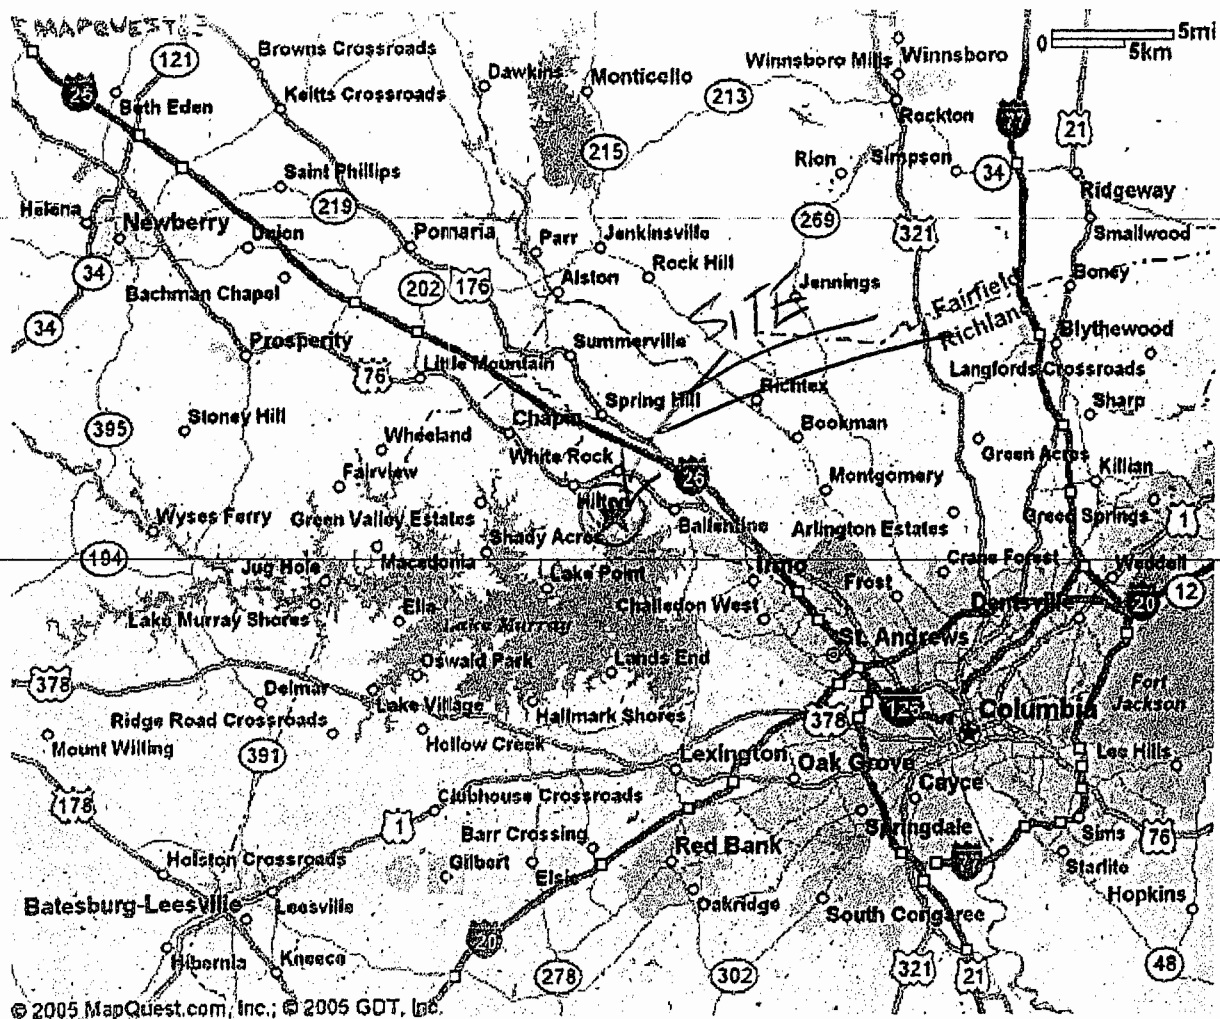 MAPQUEST
121
Browns Crossroads
Dawkins
Monticello
Winnsboro Mills
Winnsboro
0
5mi
5km
26
Beth Eden
Keitts Crossroads
213
Rockton
77
21
215
Saint Phillips
Rion
Simpson
34
Ridgeway
Helena
Newberry
219
269
321
Smallwood
Union
Pomaria
Parr
Jenkinsville
34
Bachman Chapel
202
176
Alston
Rock Hill
Jennings
Boney
SITE
Fairfield
Richland
34
Prosperity
Summerville
Blythewood
76
Little Mountain
Richtex
Langfords Crossroads
Stoney Hill
Spring Hill
Sharp
395
Wheeland
Chapin
Bookman
Green Acres
Fairview
White Rock
26
Montgomery
Killian
Hilton
Wyses Ferry
Green Valley Estates
Ballentine
Arlington Estates
Green Springs
1
194
Shady Acres
Jug Hole
Macedonia
Lake Point
Irmo
Frost
Crane Forest
Weddell
Lake Murray Shores
Ella
Lake Murray
Challedon West
Dentsville
20
12
St. Andrews
378
Oswald Park
Lands End
Delmar
Lake Village
Hallmark Shores
378
126
Columbia
Fort
Jackson
Ridge Road Crossroads
Mount Willing
Hollow Creek
391
Lexington
Oak Grove
Lee Hills
178
Clubhouse Crossroads
Cayce
1
Barr Crossing
Springdale
Sims
76
Holston Crossroads
Gilbert
Red Bank
77
Starlite
Elsie
Batesburg-Leesville
Leesville
Oakridge
South Congaree
Hopkins
20
Hibernia
Kneece
278
302
321
21
48
© 2005 MapQuest.com, Inc.; © 2005 GDT, Inc.